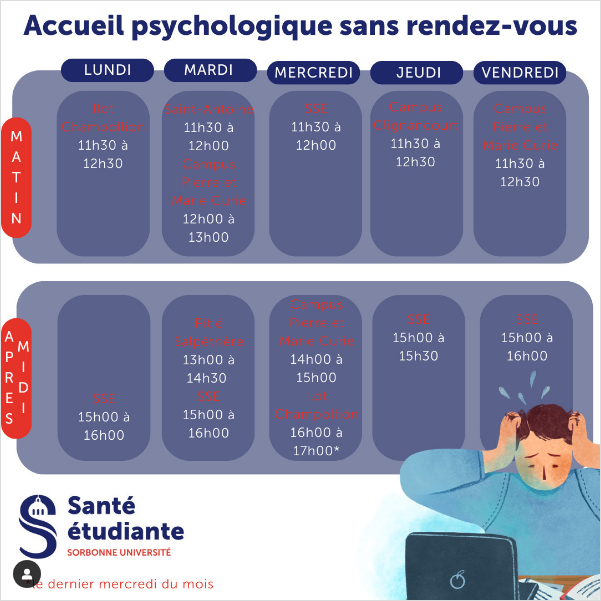 Accueil psychologique sans rendez-vous
LUNDI
MARDI
MERCREDI
JEUDI
VENDREDI
MATIN
Champollion
11h30 à
12h30
Saint-Antoine
11h30 à
12h00
Campus
Pierre et
Marie Curie
12h00 à
13h00
SSE
11h30 à
12h00
Campus
Clignancourt
11h30 à
12h30
Campus
Pierre et
Marie Curie
11h30 à
12h30
APRES
MIDI
SSE
15h00 à
16h00
Salpêtrière
13h00 à
14h30
SSE
15h00 à
16h00
Campus
Pierre et
Marie Curie
14h00 à
15h00
Champollion
16h00 à
17h00*
SSE
15h00 à
15h30
SSE
15h00 à
16h00
Santé
étudiante
SORBONNE UNIVERSITÉ
le dernier mercredi du mois